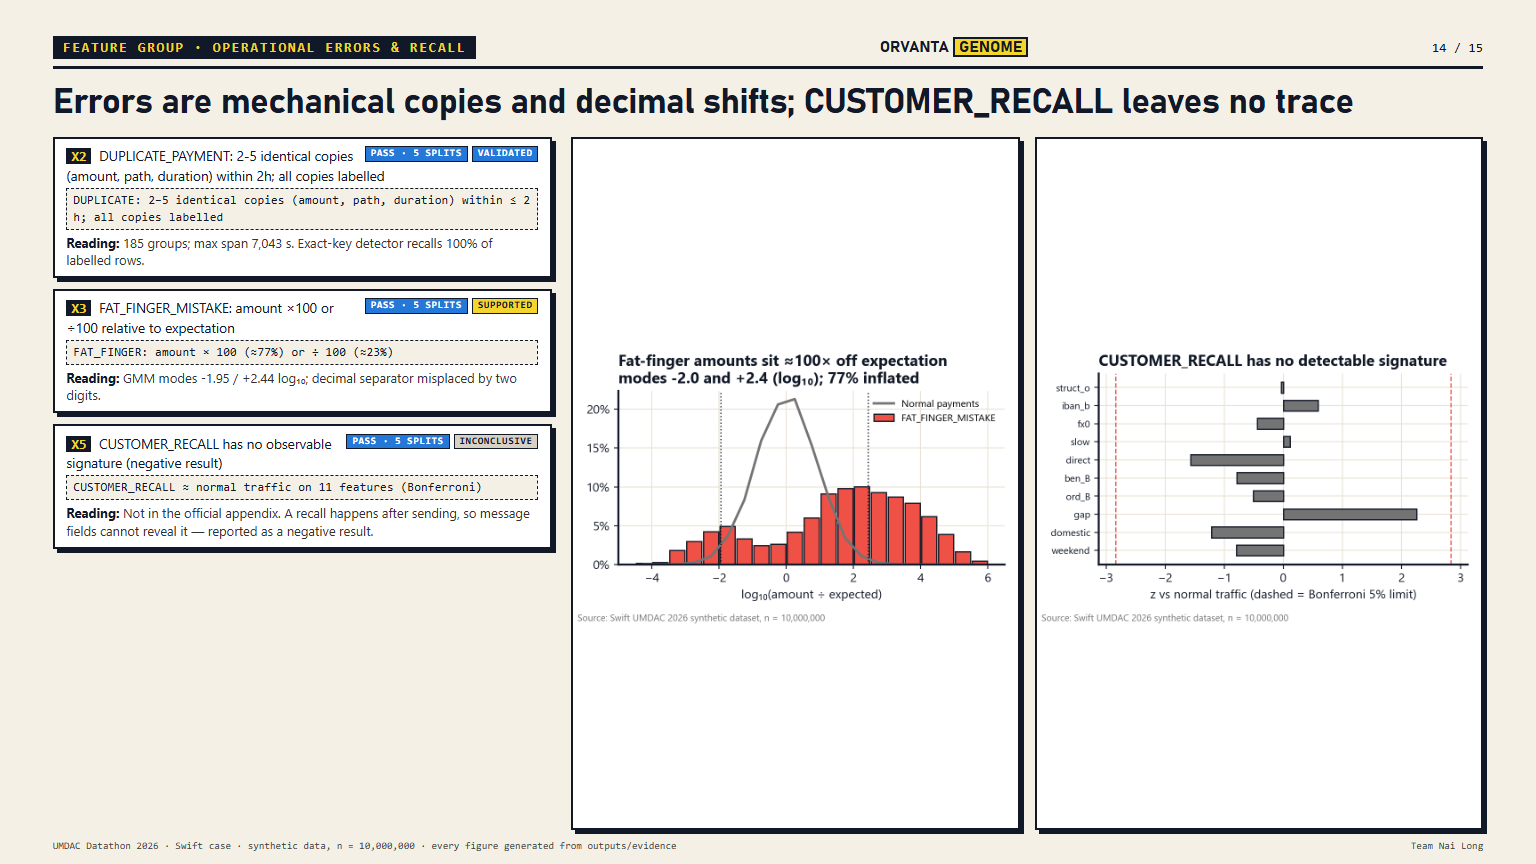 FEATURE GROUP · OPERATIONAL ERRORS & RECALL
ORVANTA GENOME
14 / 15
Errors are mechanical copies and decimal shifts; CUSTOMER_RECALL leaves no trace
X2 DUPLICATE_PAYMENT: 2-5 identical copies
PASS · 5 SPLITS VALIDATED
(amount, path, duration) within 2h; all copies labelled
DUPLICATE: 2–5 identical copies (amount, path, duration) within ≤ 2
h; all copies labelled
Reading: 185 groups; max span 7,043 s. Exact-key detector recalls 100% of
labelled rows.
X3 FAT_FINGER_MISTAKE: amount ×100 or
PASS · 5 SPLITS SUPPORTED
÷100 relative to expectation
FAT_FINGER: amount × 100 (≈77%) or ÷ 100 (≈23%)
Reading: GMM modes -1.95 / +2.44 log₁₀; decimal separator misplaced by two
digits.
X5 CUSTOMER_RECALL has no observable
PASS · 5 SPLITS INCONCLUSIVE
signature (negative result)
CUSTOMER_RECALL ≈ normal traffic on 11 features (Bonferroni)
Reading: Not in the official appendix. A recall happens after sending, so message
fields cannot reveal it — reported as a negative result.
Fat-finger amounts sit ≈100× off expectation
modes -2.0 and +2.4 (log₁₀); 77% inflated
Normal payments
FAT_FINGER_MISTAKE
20%
15%
10%
5%
0%
−4 −2 0 2 4 6
log₁₀(amount ÷ expected)
Source: Swift UMDAC 2026 synthetic dataset, n = 10,000,000
CUSTOMER_RECALL has no detectable signature
struct_o
iban_b
fx0
slow
direct
ben_B
ord_B
gap
domestic
weekend
−3 −2 −1 0 1 2 3
z vs normal traffic (dashed = Bonferroni 5% limit)
Source: Swift UMDAC 2026 synthetic dataset, n = 10,000,000
UMDAC Datathon 2026 · Swift case · synthetic data, n = 10,000,000 · every figure generated from outputs/evidence
Team Nai Long